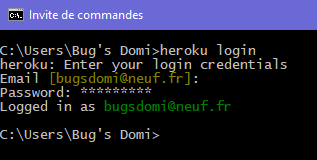 Invite de commandes
C:\Users\Bug's Domi>heroku login
heroku: Enter your login credentials
Email [bugsdomi@neuf.fr]:
Password: *********
Logged in as bugsdomi@neuf.fr
C:\Users\Bug's Domi>